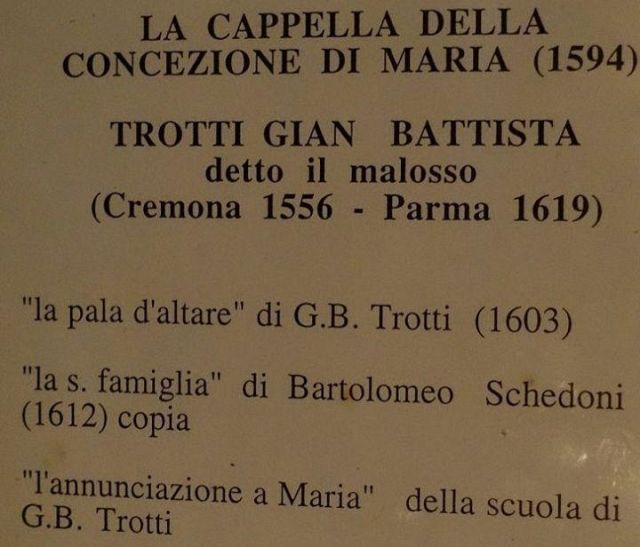 LA CAPPELLA DELLA
CONCEZIONE DI MARIA (1594)
TROTTI GIAN BATTISTA
detto il malosso
(Cremona 1556 - Parma 1619)
"la pala d'altare" di G.B. Trotti (1603)
"la s. famiglia" di Bartolomeo Schedoni
(1612) copia
"l'annunciazione a Maria" della scuola di
G.B. Trotti